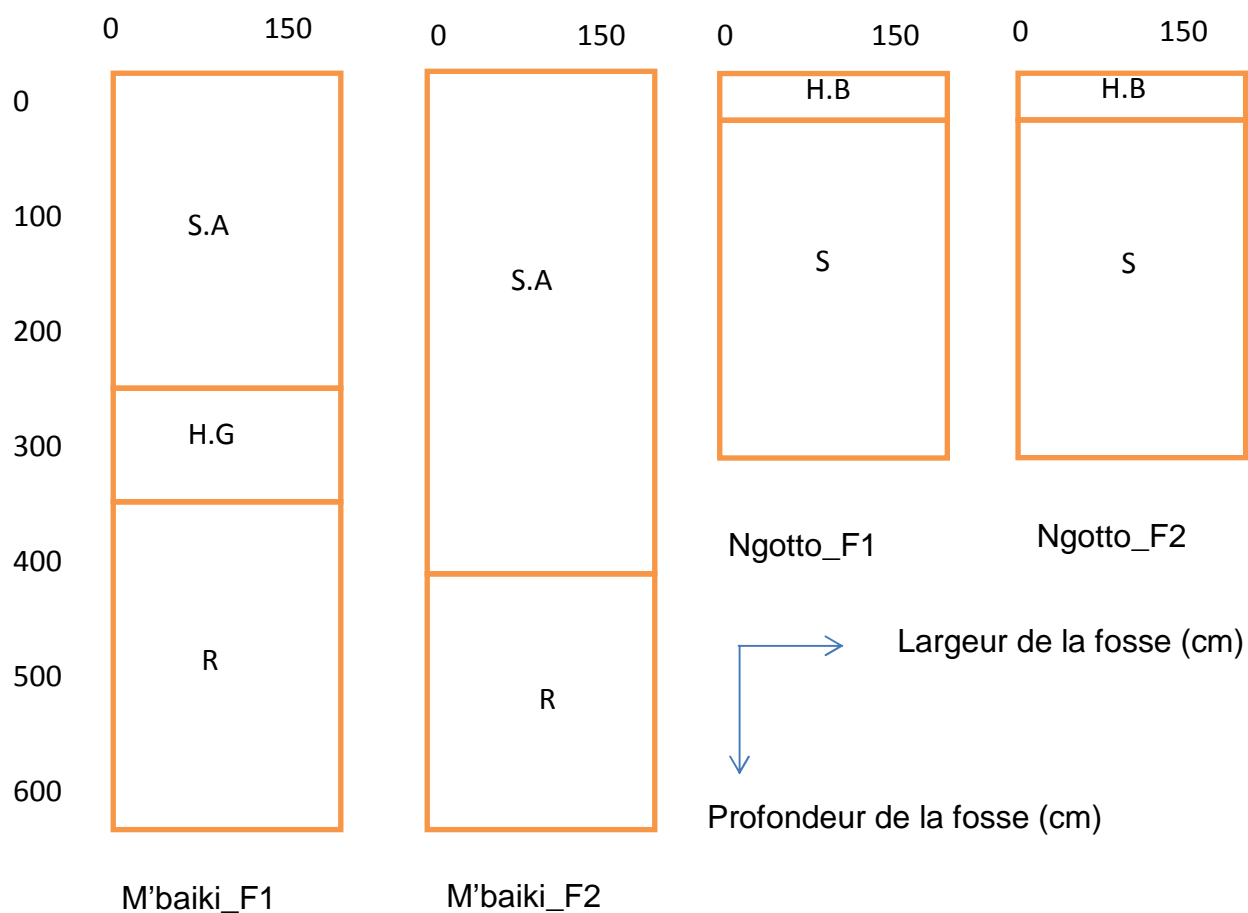 0 150 0 150 0 150 0 150
0
100
200
300
400
500
600
S.A
H.G
R
M'baiki_F1
S.A
R
M'baiki_F2
H.B
S
Ngotto_F1
H.B
S
Ngotto_F2
Largeur de la fosse (cm)
Profondeur de la fosse (cm)